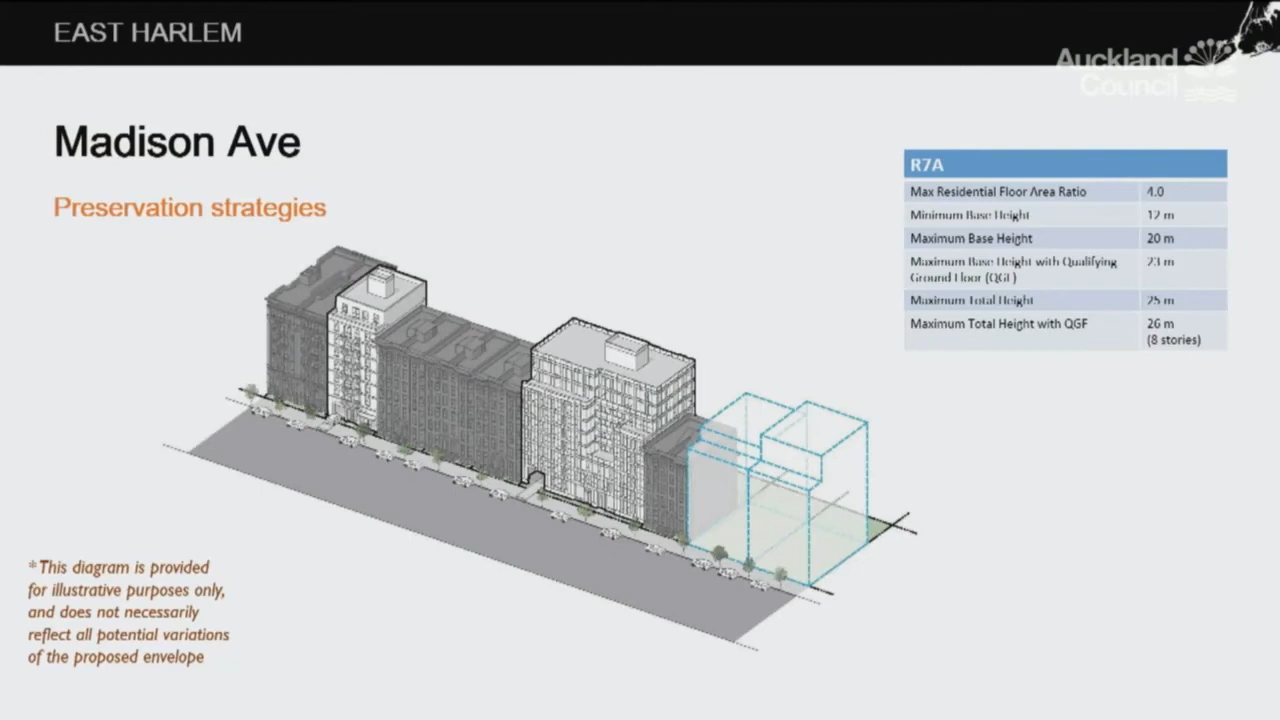 EAST HARLEM
Auckland
Council
Madison Ave
Preservation strategies
R7A
Max Residential Floor Area Ratio 4.0
Minimum Base Height 12 m
Maximum Base Height 20 m
Maximum Base Height with Qualifying 23 m
Ground Floor (QGF)
Maximum Total Height 25 m
Maximum Total Height with QGF 26 m
(8 stories)
*This diagram is provided
for illustrative purposes only,
and does not necessarily
reflect all potential variations
of the proposed envelope